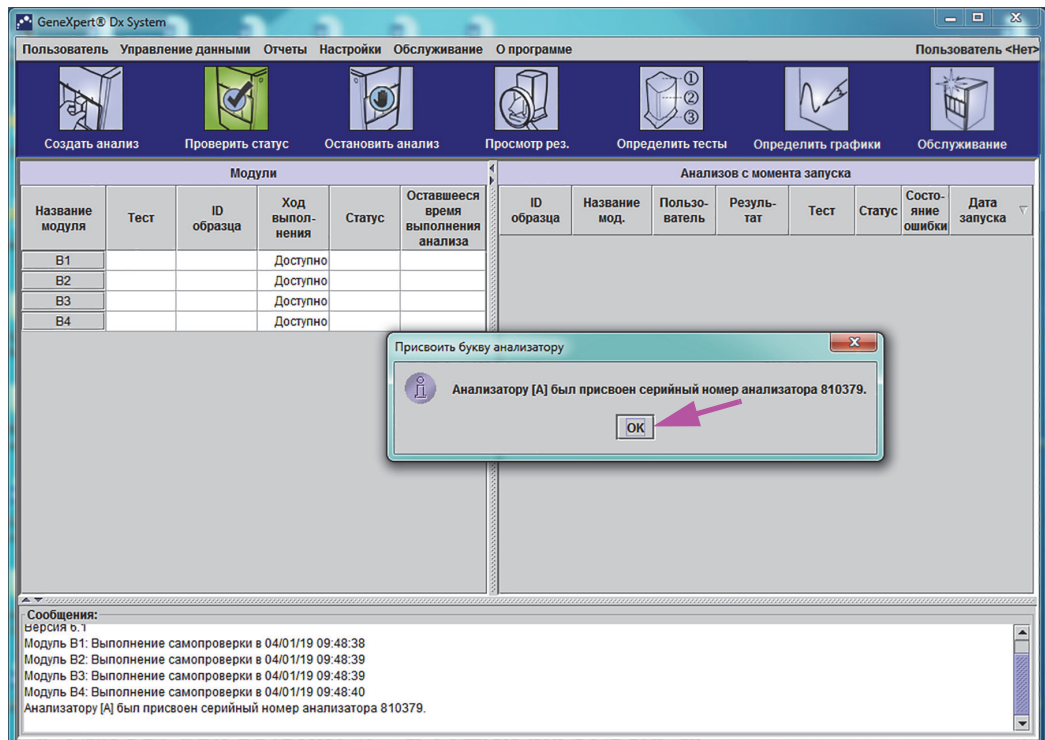 GeneXpert® Dx System
Пользователь Управление данными Отчеты Настройки Обслуживание О программе Пользователь <Нет>
①
②
③
Создать анализ Проверить статус Остановить анализ Просмотр рез. Определить тесты Определить графики Обслуживание
Модули
Название модуля
Тест
ID образца
Ход выпол-
нения
Статус
Оставшееся
время
выполнения
анализа
B1 Доступно
B2 Доступно
B3 Доступно
B4 Доступно
Анализов с момента запуска
ID образца
Название мод.
Пользо-
ватель
Резуль-
тат
Тест
Статус
Состо-
яние
ошибки
Дата
запуска
Присвоить букву анализатору
Анализатору [A] был присвоен серийный номер анализатора 810379.
OK
Сообщения:
Версия 6.1
Модуль B1: Выполнение самопроверки в 04/01/19 09:48:38
Модуль B2: Выполнение самопроверки в 04/01/19 09:48:39
Модуль B3: Выполнение самопроверки в 04/01/19 09:48:39
Модуль B4: Выполнение самопроверки в 04/01/19 09:48:40
Анализатору [A] был присвоен серийный номер анализатора 810379.